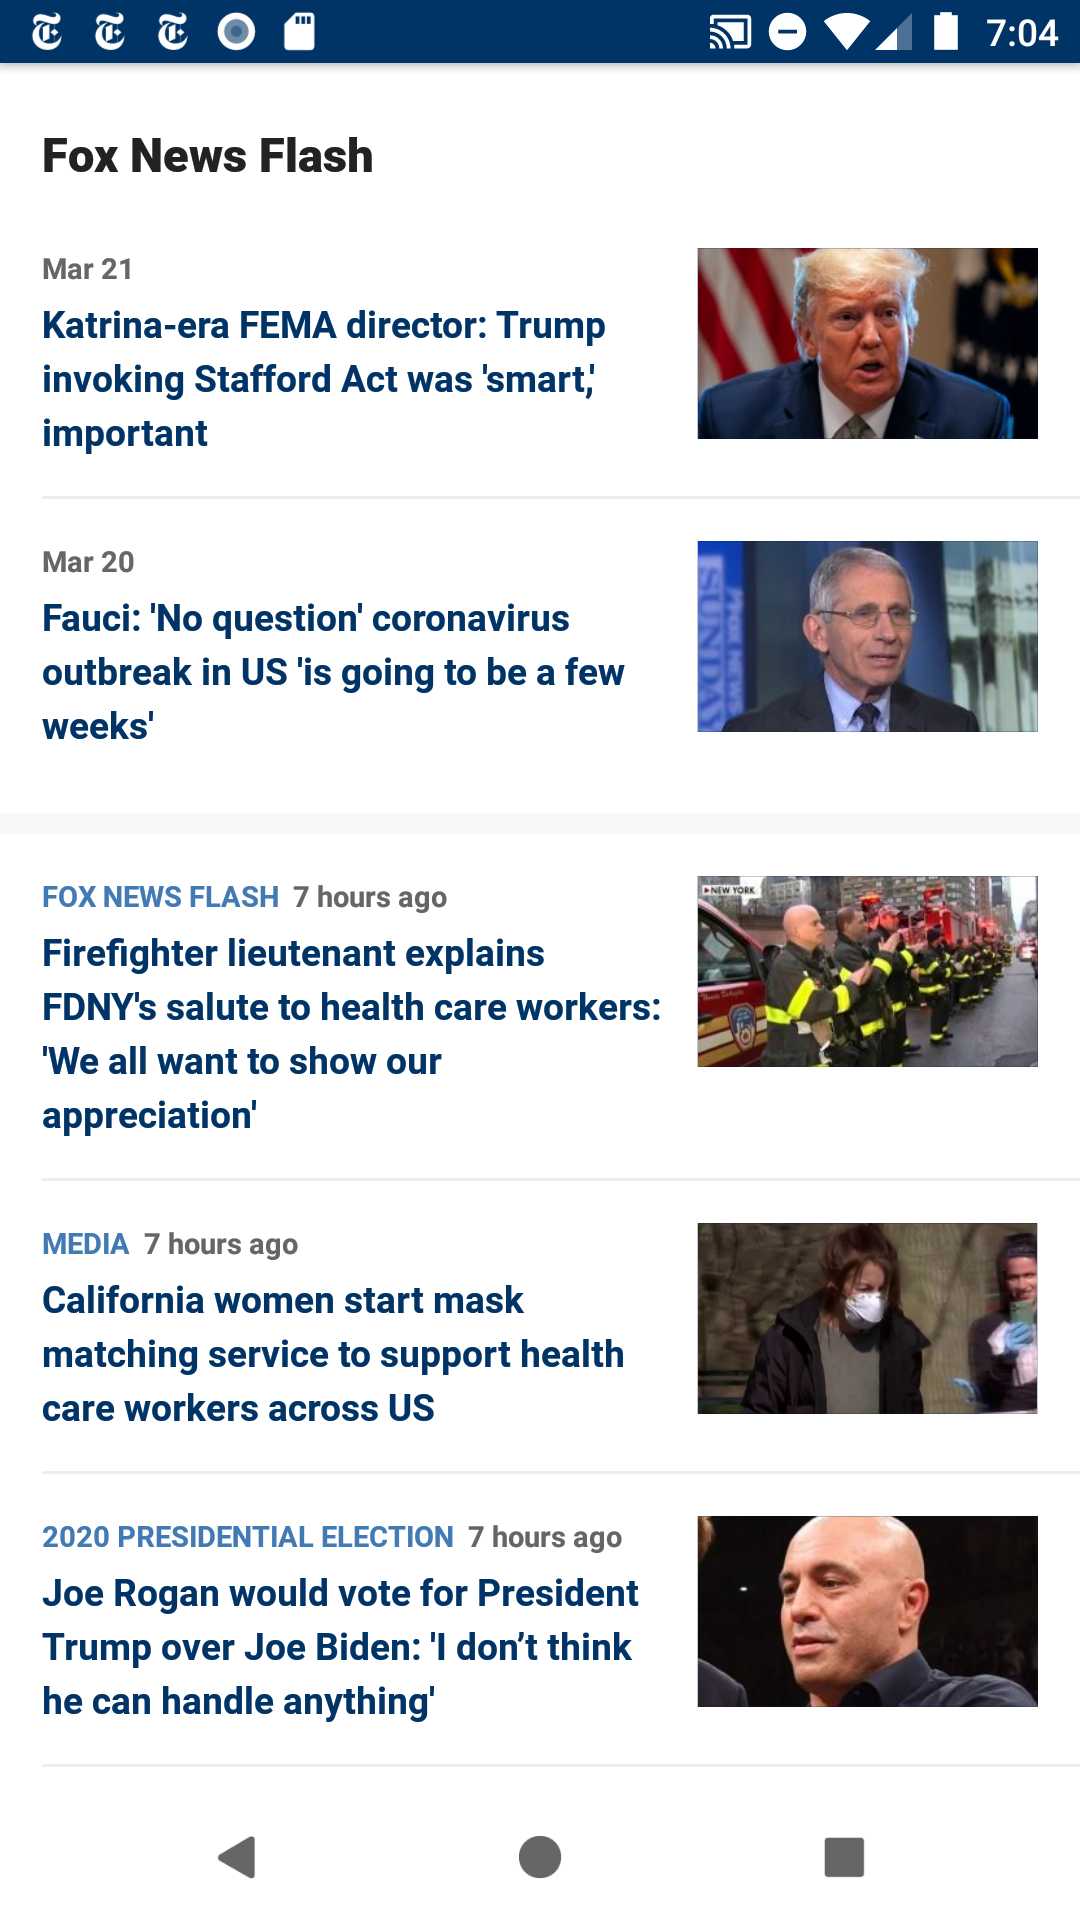 7:04
Fox News Flash
Mar 21
Katrina-era FEMA director: Trump
invoking Stafford Act was 'smart,'
important
Mar 20
Fauci: 'No question' coronavirus
outbreak in US 'is going to be a few
weeks'
FOX NEWS SUNDAY
FOX NEWS FLASH 7 hours ago
NEW YORK
Firefighter lieutenant explains
FDNY's salute to health care workers:
'We all want to show our
appreciation'
MEDIA 7 hours ago
California women start mask
matching service to support health
care workers across US
2020 PRESIDENTIAL ELECTION 7 hours ago
Joe Rogan would vote for President
Trump over Joe Biden: 'I don’t think
he can handle anything'